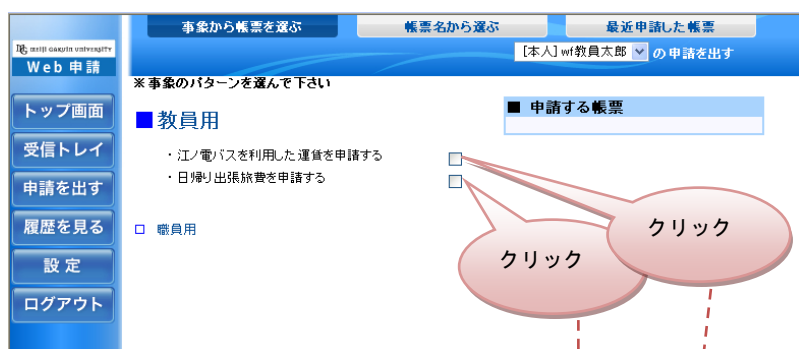 事象から帳票を選ぶ
帳票名から選ぶ
最近申請した帳票
meiji gakuin university
Web 申請
[本人] wf教員太郎 の 申請を出す
※ 事象のパターンを選んで下さい
トップ画面
受信トレイ
申請を出す
履歴を見る
設 定
ログアウト
■ 教員用
・江ノ電バスを利用した運賃を申請する
・日帰り出張旅費を申請する
□ 職員用
■ 申請する帳票
クリック
クリック